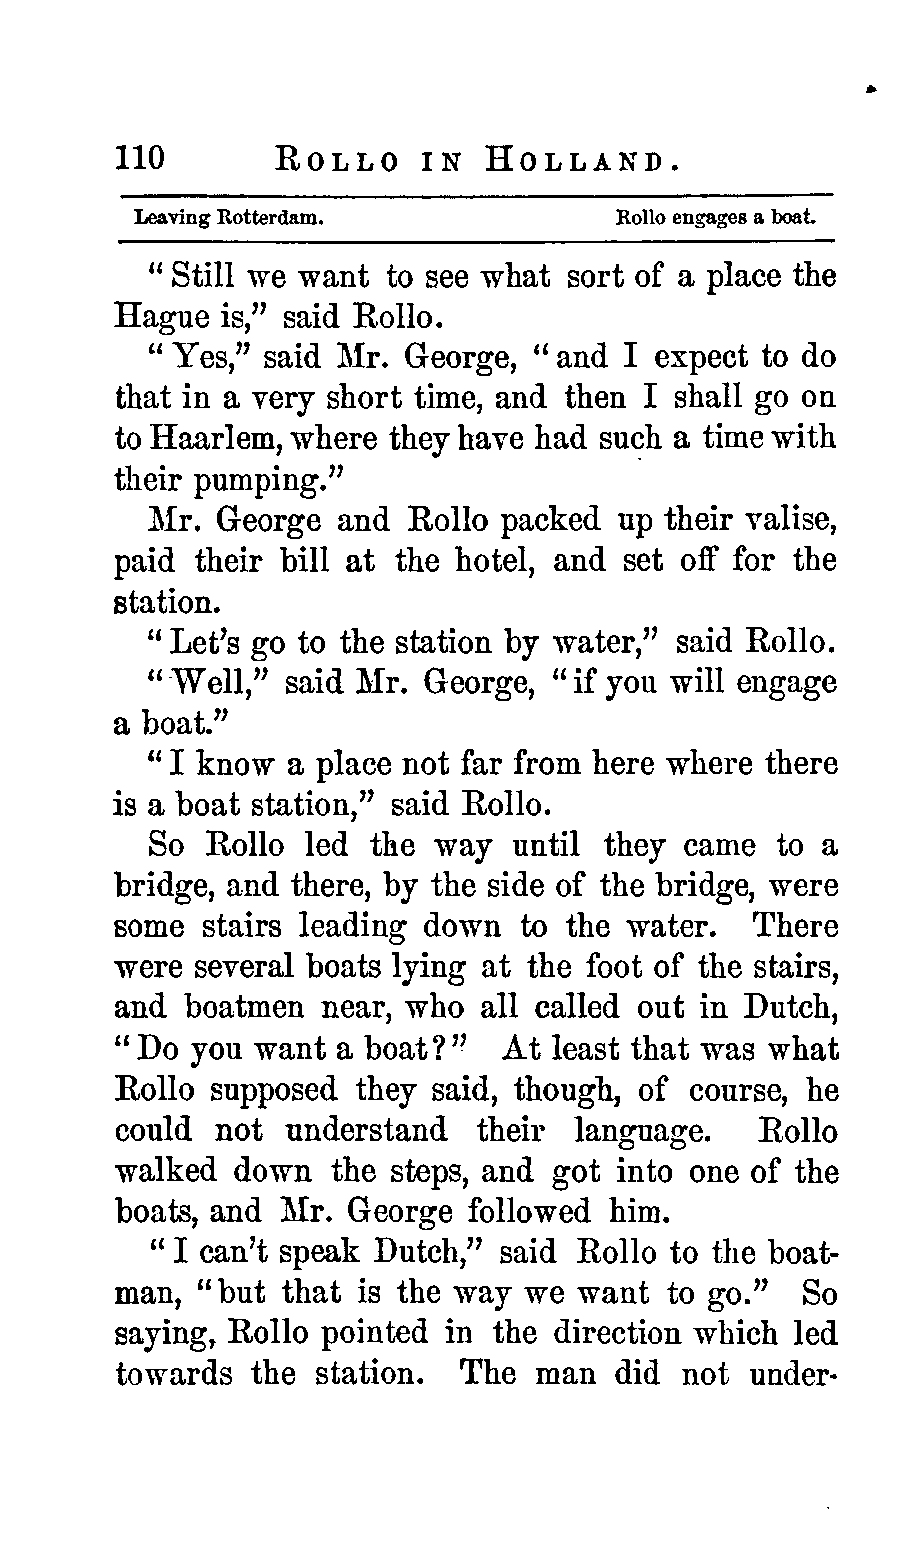 110 ROLLO IN HOLLAND.
Leaving Rotterdam. Rollo engages a boat.
“Still we want to see what sort of a place the
Hague is,” said Rollo.
“Yes,” said Mr. George, “and I expect to do
that in a very short time, and then I shall go on
to Haarlem, where they have had such a time with
their pumping.”
Mr. George and Rollo packed up their valise,
paid their bill at the hotel, and set off for the
station.
“Let’s go to the station by water,” said Rollo.
“Well,” said Mr. George, “if you will engage
a boat.”
“I know a place not far from here where there
is a boat station,” said Rollo.
So Rollo led the way until they came to a
bridge, and there, by the side of the bridge, were
some stairs leading down to the water. There
were several boats lying at the foot of the stairs,
and boatmen near, who all called out in Dutch,
“Do you want a boat?” At least that was what
Rollo supposed they said, though, of course, he
could not understand their language. Rollo
walked down the steps, and got into one of the
boats, and Mr. George followed him.
“I can’t speak Dutch,” said Rollo to the boat-
man, “but that is the way we want to go.” So
saying, Rollo pointed in the direction which led
towards the station. The man did not under-